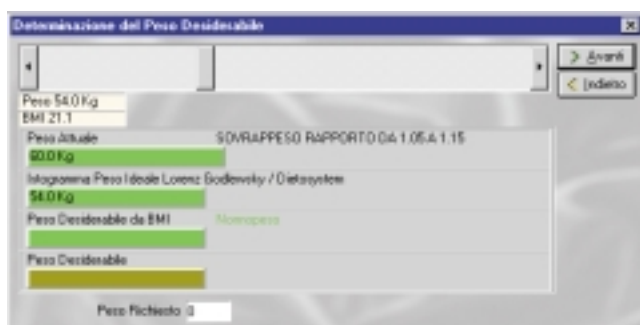 Determinazione del Peso Desiderabile
> Avanti
< Indietro
Peso 54.0 Kg
BMI 21.1
Peso Attuale SOVRAPPESO RAPPORTO DA 1.05 A 1.15
60.0 Kg
Istogramma Peso Ideale Lorenz Godlewsky / Dietosystem
54.0 Kg
Peso Desiderabile da BMI Normopeso
Peso Desiderabile
Peso Richiesto 0